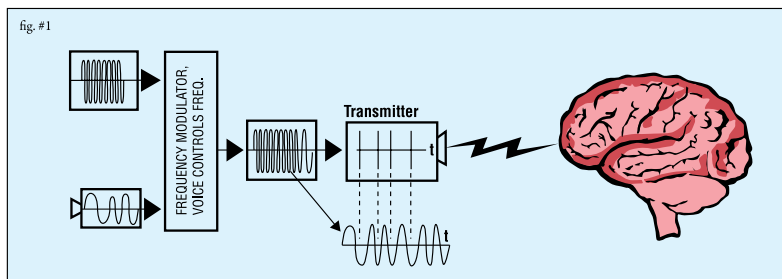 fig. #1
FREQUENCY MODULATOR,
VOICE CONTROLS FREQ.
Transmitter
t
t